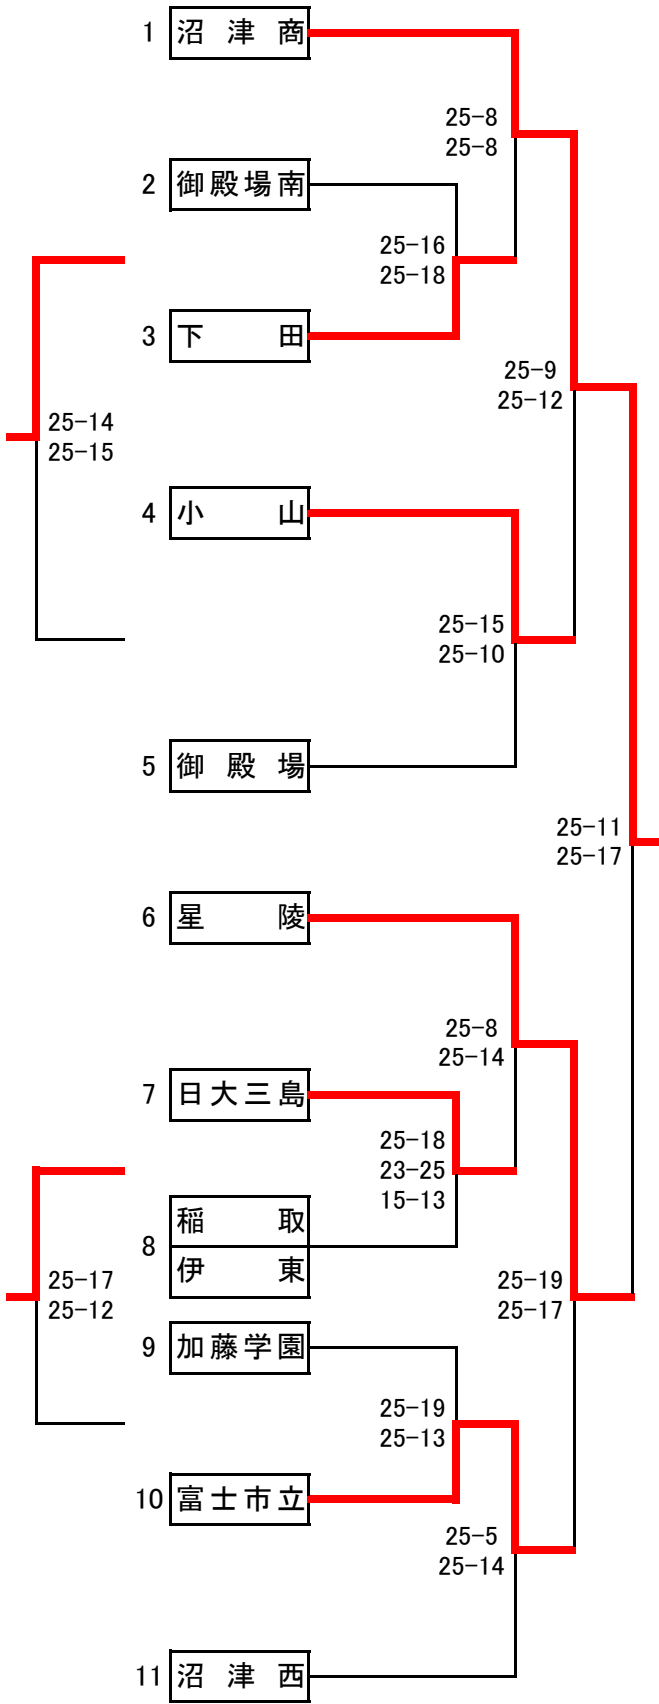 1 沼津商
25-8
25-8
2 御殿場南
25-16
25-18
3 下田
25-9
25-12
25-14
25-15
4 小山
25-15
25-10
5 御殿場
25-11
25-17
6 星陵
25-8
25-14
7 日大三島
25-18
23-25
15-13
8 稲取
伊東
25-17
25-12
25-19
25-17
9 加藤学園
25-19
25-13
10 富士市立
25-5
25-14
11 沼津西